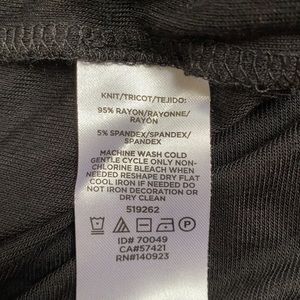 KNIT/TRICOT/TEJIDO:
95% RAYON/RAYONNE/
RAYÓN
5% SPANDEX/SPANDEX/
SPANDEX
MACHINE WASH COLD
GENTLE CYCLE ONLY NON-
CHLORINE BLEACH WHEN
NEEDED RESHAPE DRY FLAT
COOL IRON IF NEEDED DO
NOT IRON DECORATION OR
DRY CLEAN
519262
P
ID# 70049
CA#57421
RN#140923